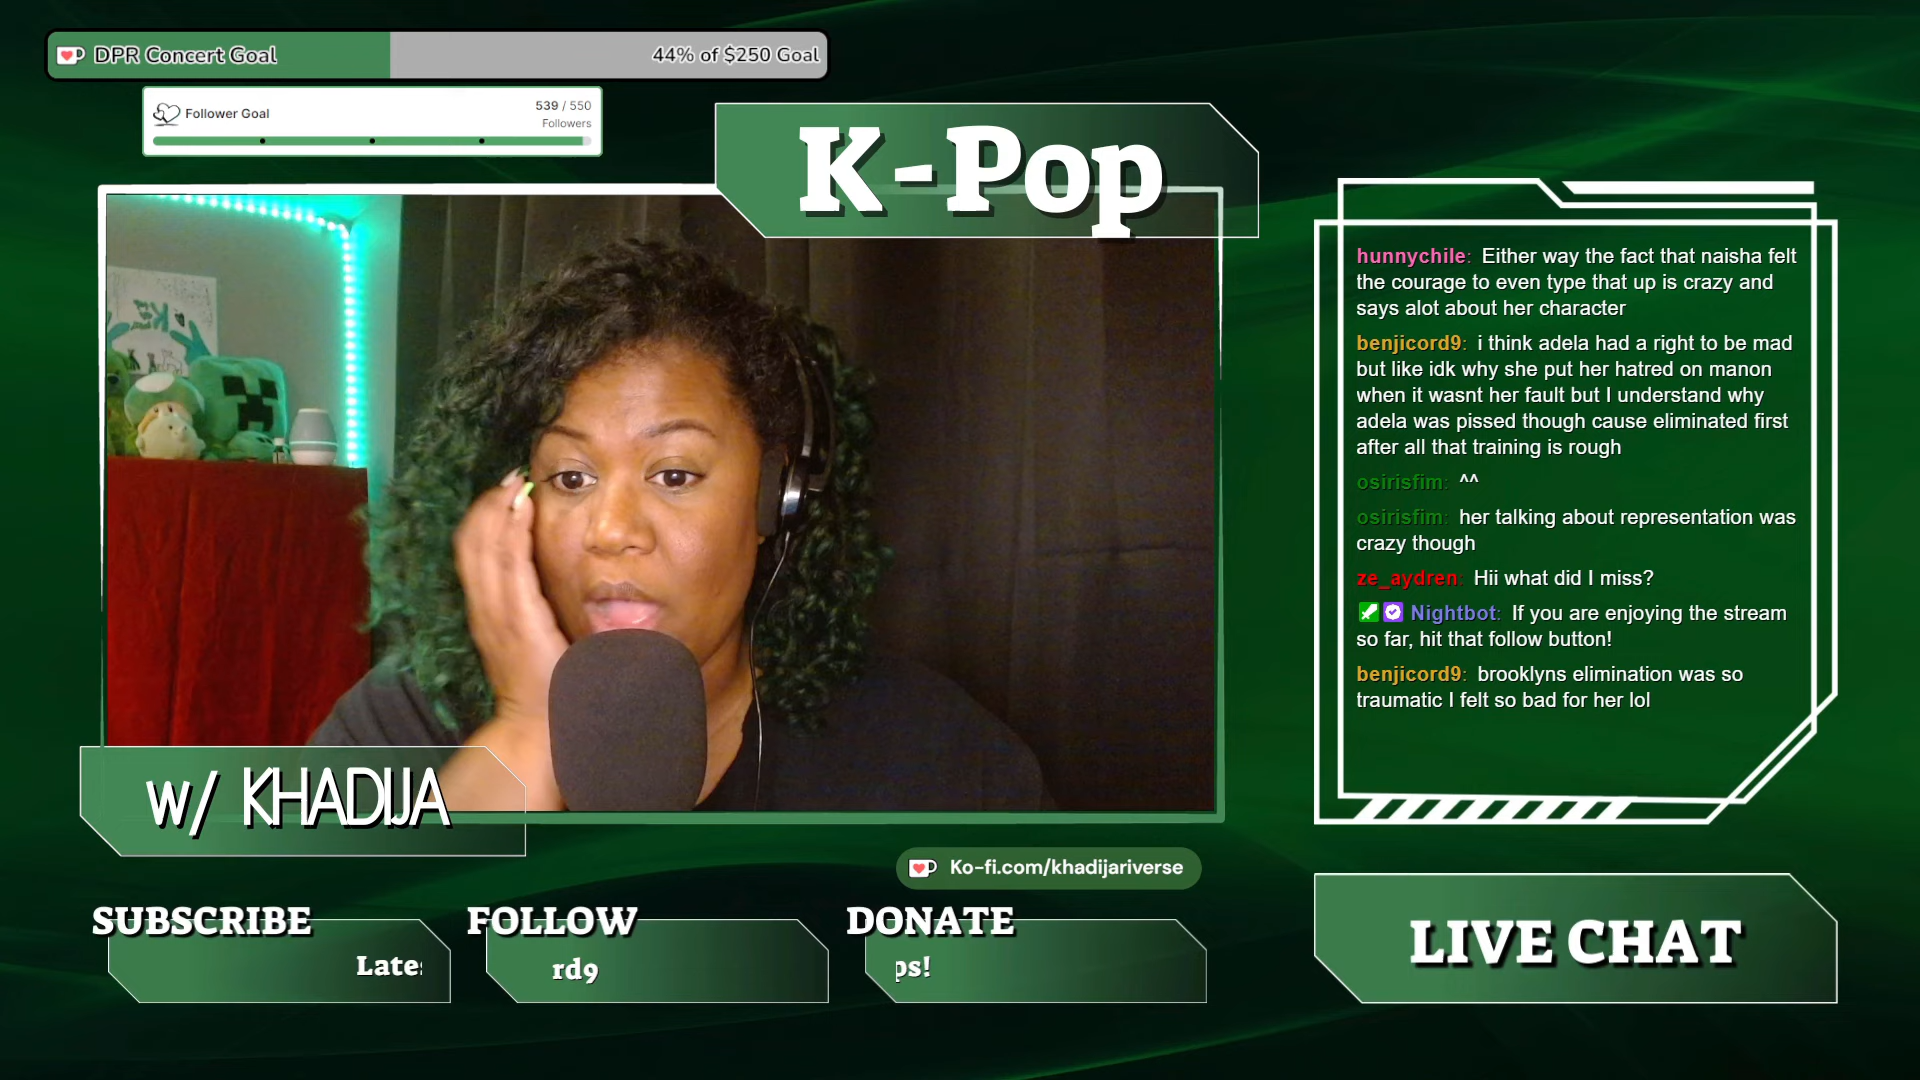 DPR Concert Goal
44% of $250 Goal
Follower Goal
539 / 550
Followers
K-Pop
hunnychile: Either way the fact that naisha felt
the courage to even type that up is crazy and
says alot about her character
benjicord9: i think adela had a right to be mad
but like idk why she put her hatred on manon
when it wasnt her fault but I understand why
adela was pissed though cause eliminated first
after all that training is rough
osirisfim: ^^
osirisfim: her talking about representation was
crazy though
ze_aydren: Hii what did I miss?
Nightbot: If you are enjoying the stream
so far, hit that follow button!
benjicord9: brooklyns elimination was so
traumatic I felt so bad for her lol
w/ KHADIJA
Ko-fi.com/khadijariverse
SUBSCRIBE
FOLLOW
rd9
DONATE
ps!
LIVE CHAT